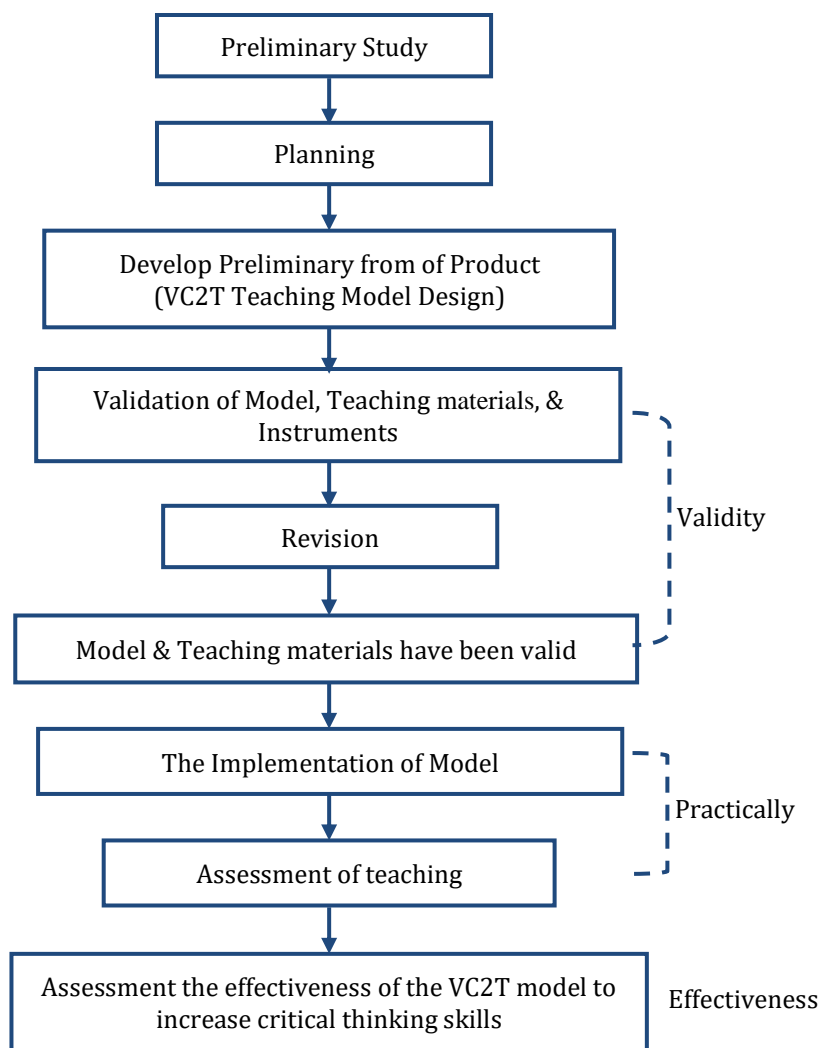 Preliminary Study
Planning
Develop Preliminary from of Product
(VC2T Teaching Model Design)
Validation of Model, Teaching materials, &
Instruments
Validity
Revision
Model & Teaching materials have been valid
The Implementation of Model
Practically
Assessment of teaching
Assessment the effectiveness of the VC2T model to
increase critical thinking skills
Effectiveness